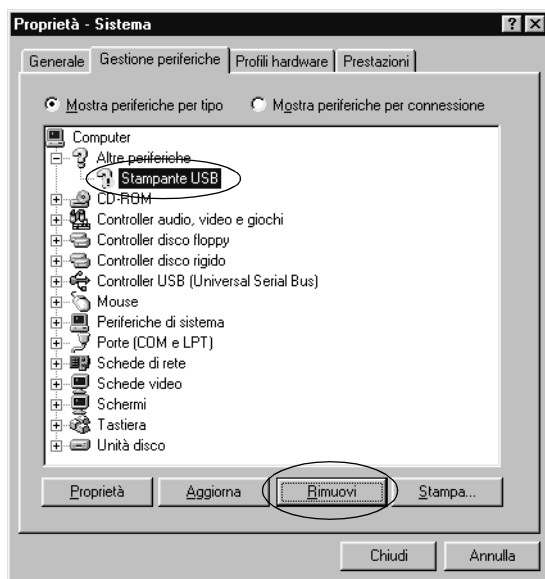 Proprietà - Sistema
Generale Gestione periferiche Profili hardware Prestazioni
Mostra periferiche per tipo Mostra periferiche per connessione
Computer
Altre periferiche
Stampante USB
CD-ROM
Controller audio, video e giochi
Controller disco floppy
Controller disco rigido
Controller USB (Universal Serial Bus)
Mouse
Periferiche di sistema
Porte (COM e LPT)
Schede di rete
Schede video
Schermi
Tastiera
Unità disco
Proprietà Aggiorna Rimuovi Stampa...
Chiudi Annulla